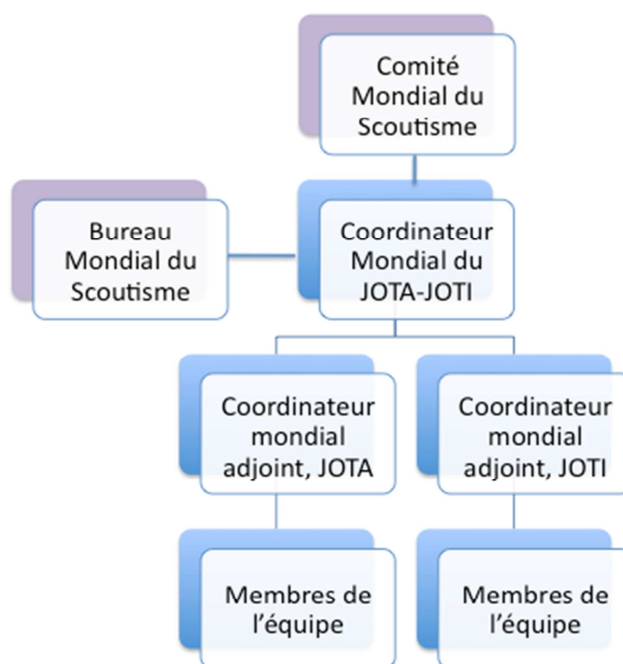 Comité
Mondial du
Scoutisme
Bureau
Mondial du
Scoutisme
Coordinateur
Mondial du
JOTA-JOTI
Coordinateur
mondial
adjoint, JOTA
Coordinateur
mondial
adjoint, JOTI
Membres de
l'équipe
Membres de
l'équipe